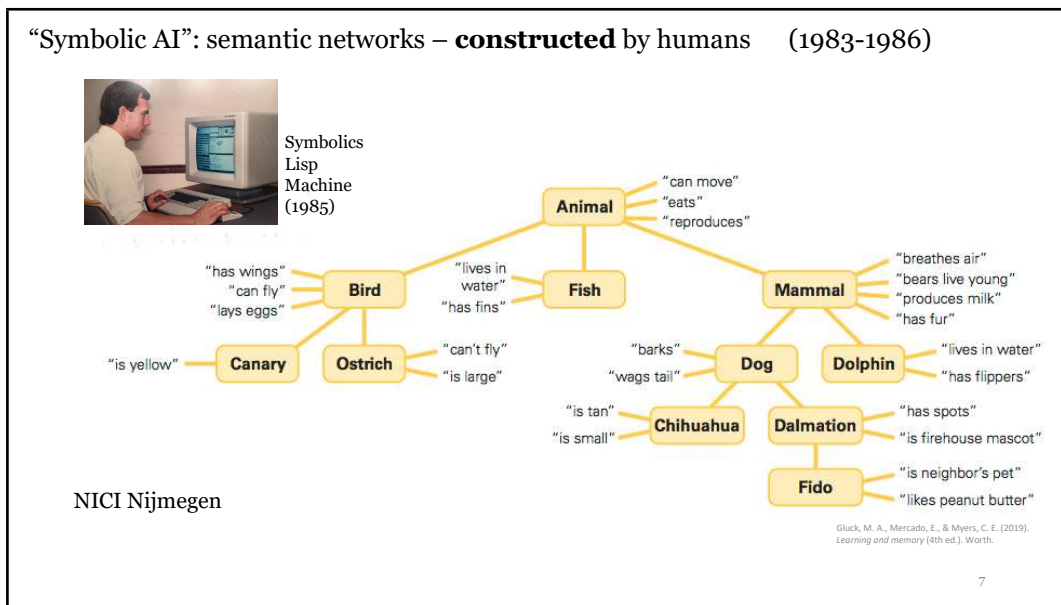 “Symbolic AI”: semantic networks – constructed by humans (1983-1986)
Symbolics
Lisp
Machine
(1985)
Animal
“can move”
“eats”
“reproduces”
“has wings”
“can fly”
“lays eggs”
Bird
“lives in
water”
“has fins”
Fish
Mammal
“breathes air”
“bears live young”
“produces milk”
“has fur”
“is yellow”
Canary
Ostrich
“can't fly”
“is large”
“barks”
“wags tail”
Dog
Dolphin
“lives in water”
“has flippers”
“is tan”
“is small”
Chihuahua
Dalmation
“has spots”
“is firehouse mascot”
Fido
“is neighbor's pet”
“likes peanut butter”
NICI Nijmegen
Gluck, M. A., Mercado, E., & Myers, C. E. (2019).
Learning and memory (4th ed.). Worth.
7